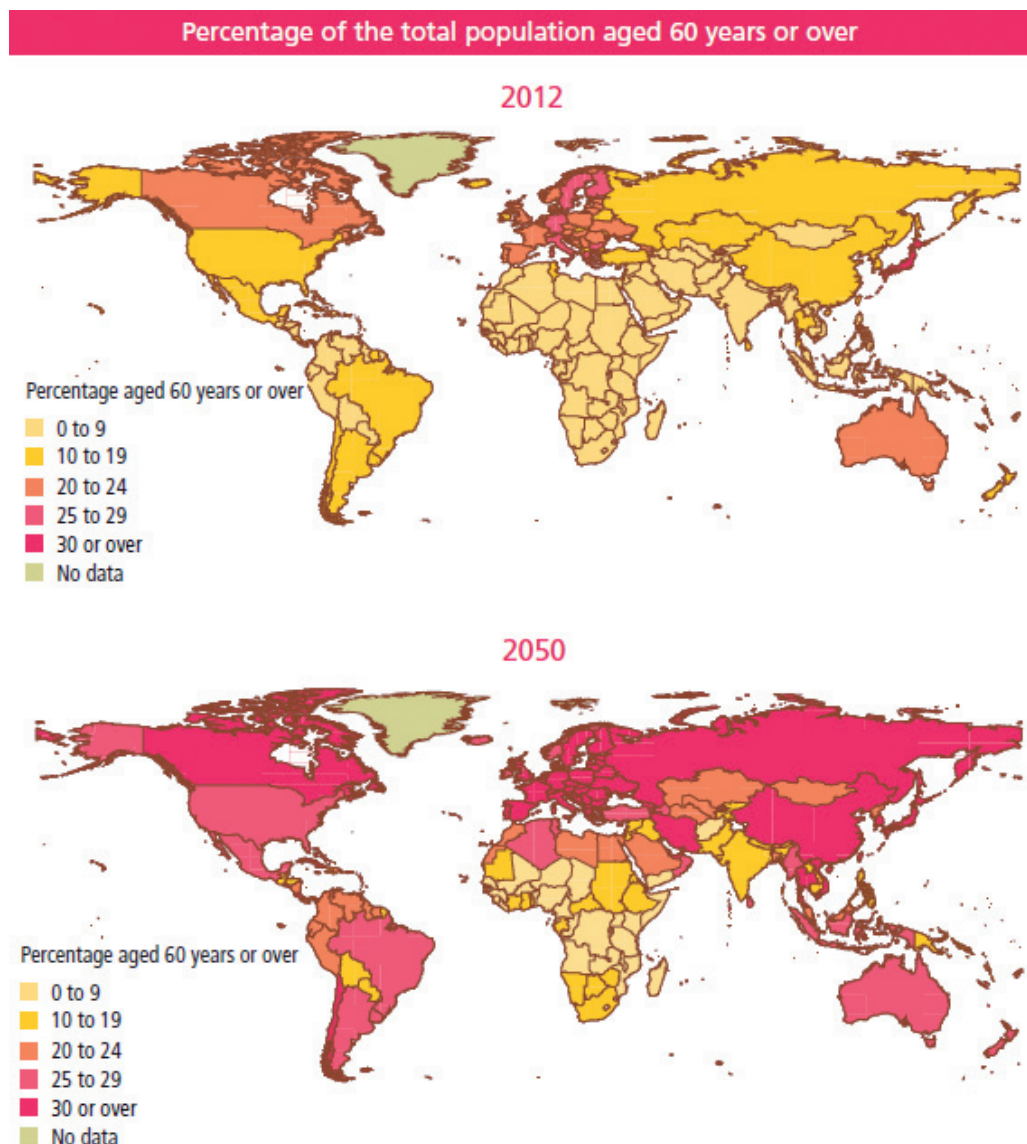 Percentage of the total population aged 60 years or over
2012
Percentage aged 60 years or over
0 to 9
10 to 19
20 to 24
25 to 29
30 or over
No data
2050
Percentage aged 60 years or over
0 to 9
10 to 19
20 to 24
25 to 29
30 or over
No data